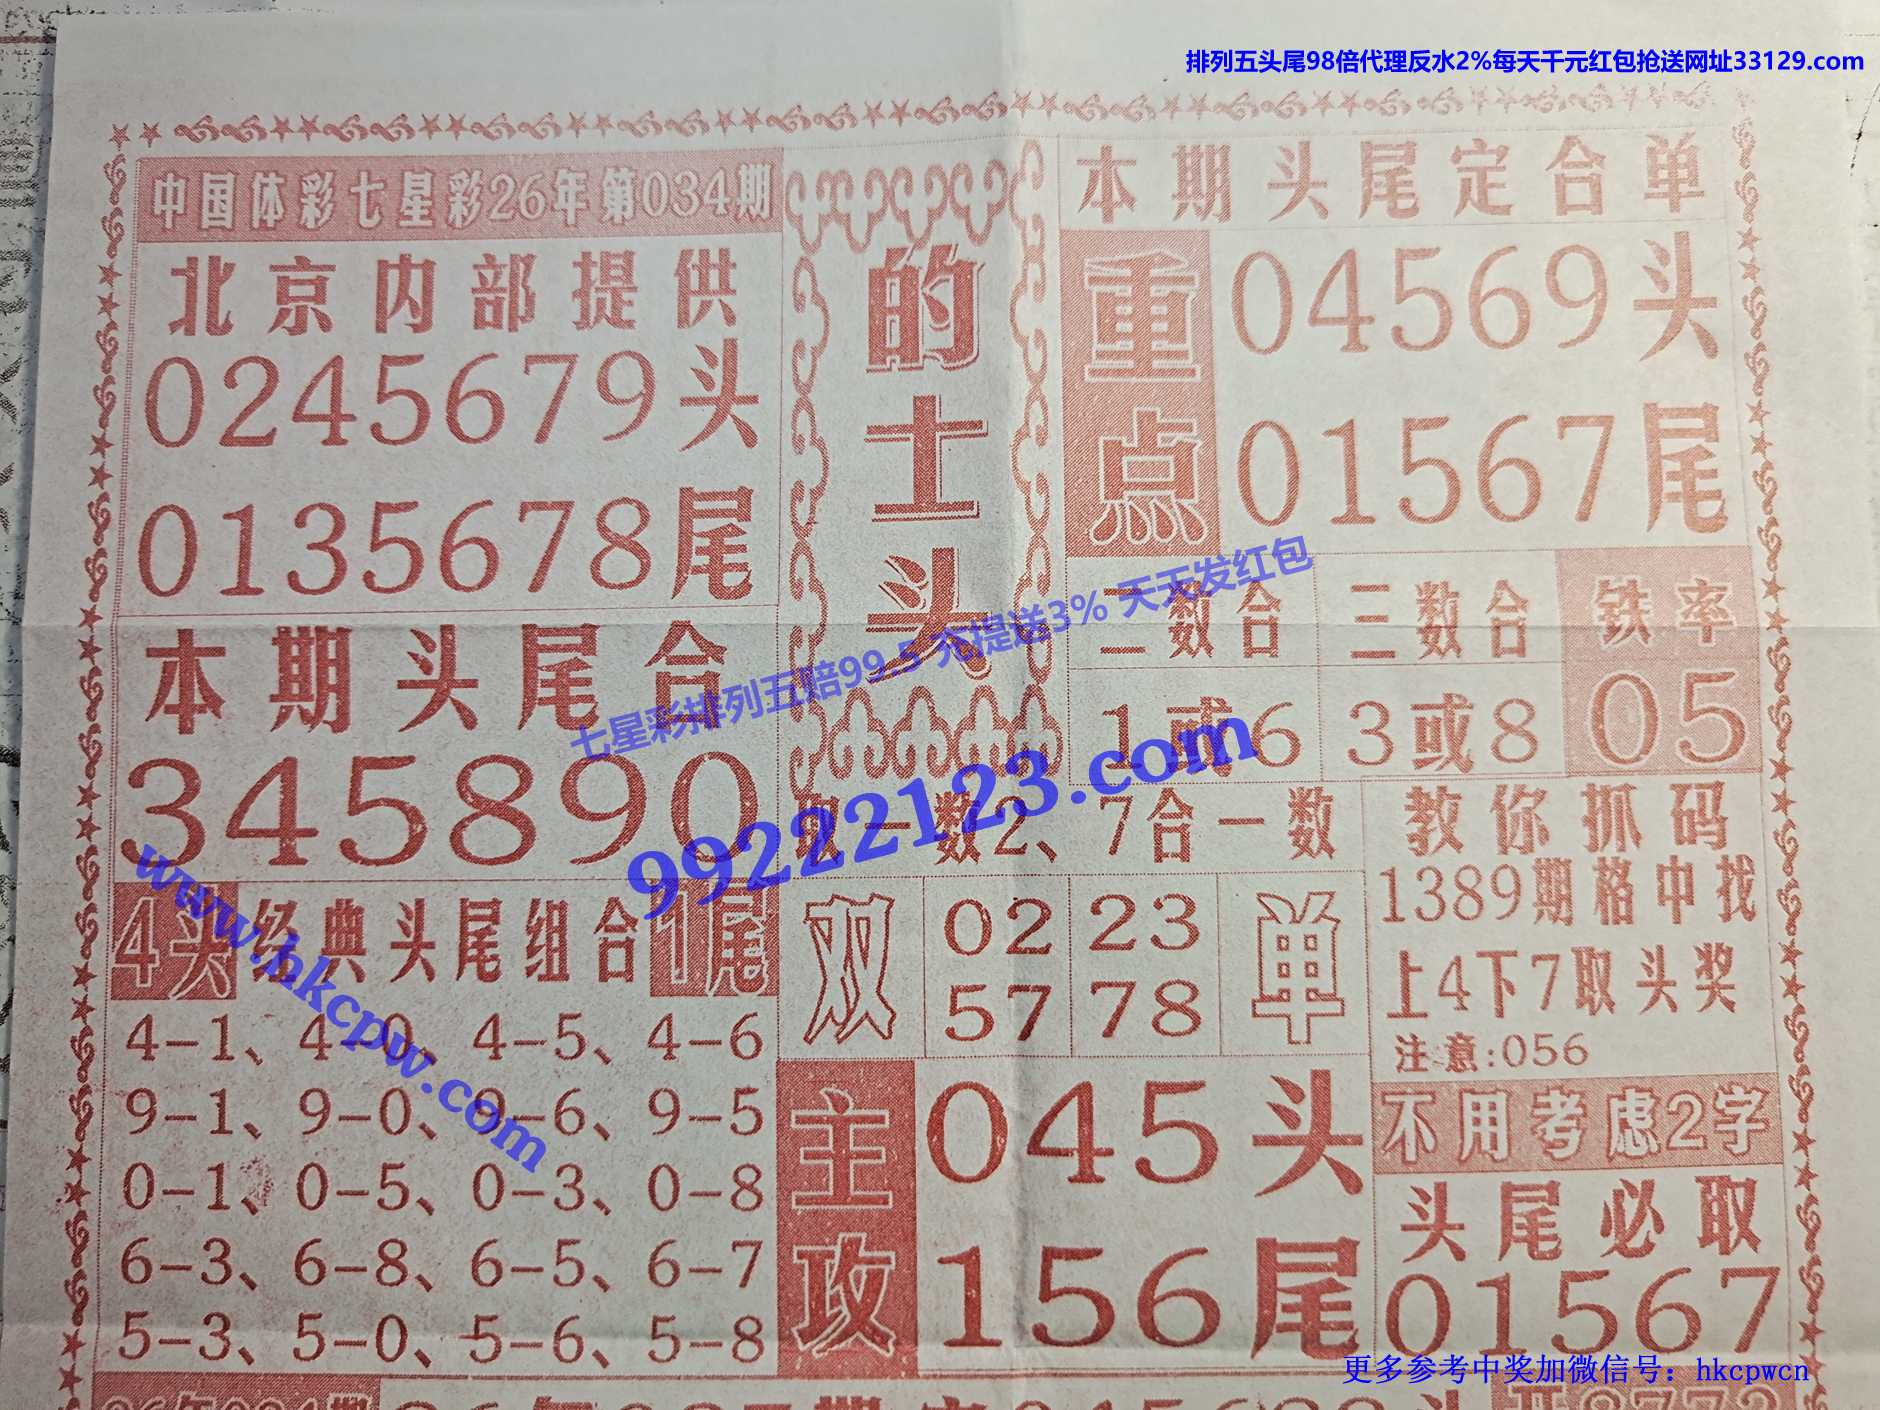 排列五头尾98倍代理反水2%每天千元红包抢送网址33129.com
中国体彩七星彩26年第034期
北京内部提供
0245679头
0135678尾
本期头尾合
345890
的士头
本期头尾定合单
重点
04569头
01567尾
二数合
三数合
铁率
1或6
3或8
05
七星彩排列五赔99.5 充提送3% 天天发红包
99222123.com
www.hkcpw.com
取一数2、7合一数
4头
经典头尾组合
1尾
4-1、4-0、4-5、4-6
9-1、9-0、9-6、9-5
0-1、0-5、0-3、0-8
6-3、6-8、6-5、6-7
5-3、5-0、5-6、5-8
双
02
23
57
78
单
主攻
045头
156尾
教你抓码
1389期格中找
上4下7取头奖
注意:056
不用考虑2字
头尾必取
01567
更多参考中奖加微信号：hkcpwcn